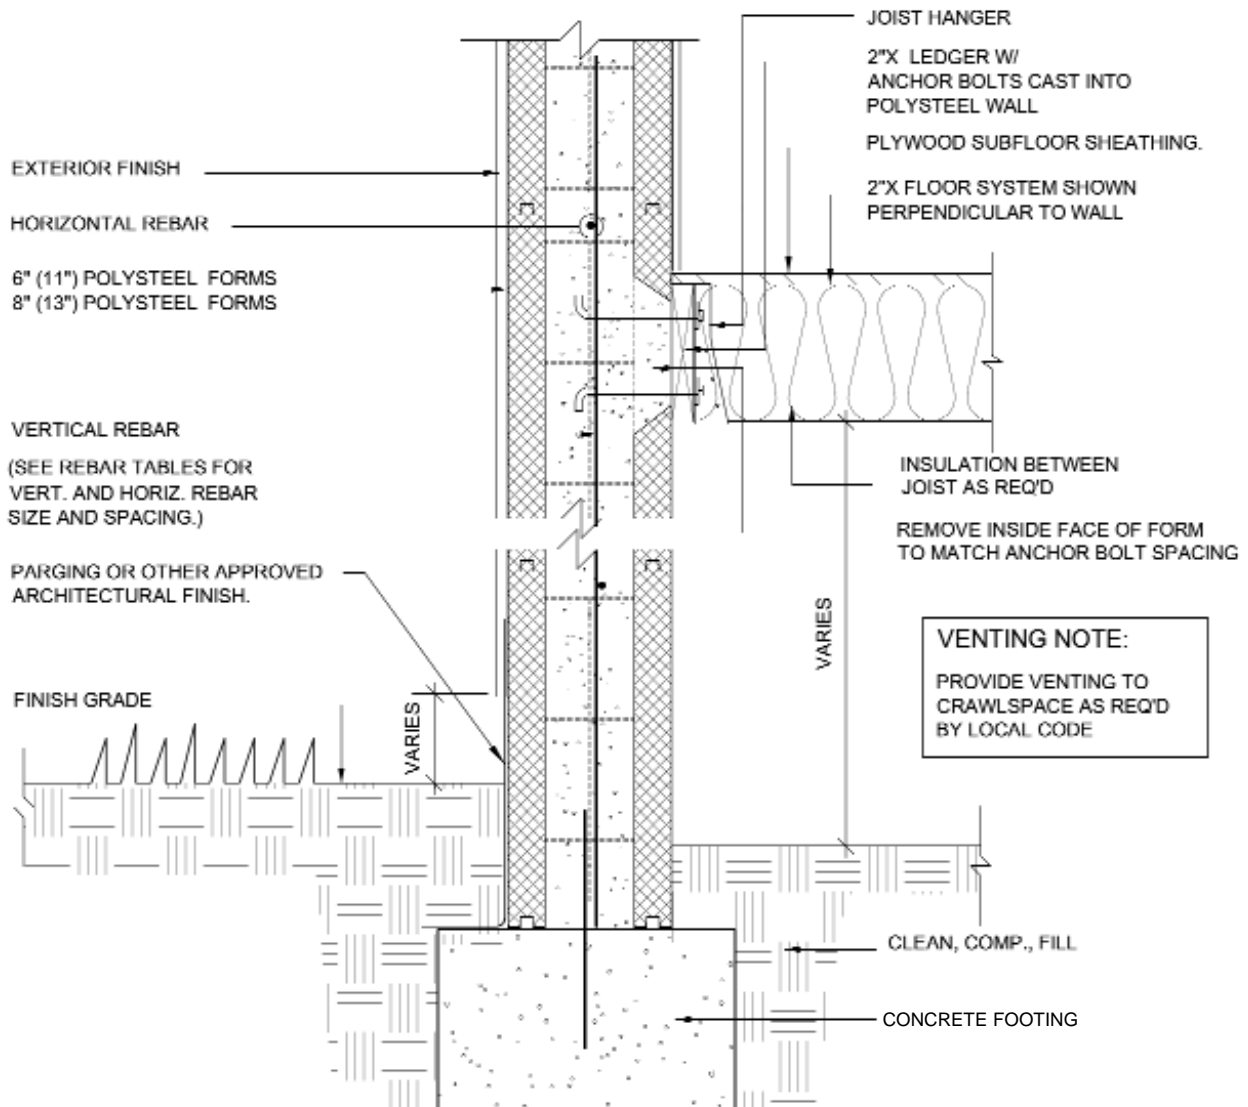 JOIST HANGER
2"X LEDGER W/
ANCHOR BOLTS CAST INTO
POLYSTEEL WALL
PLYWOOD SUBFLOOR SHEATHING.
2"X FLOOR SYSTEM SHOWN
PERPENDICULAR TO WALL
EXTERIOR FINISH
HORIZONTAL REBAR
6" (11") POLYSTEEL FORMS
8" (13") POLYSTEEL FORMS
VERTICAL REBAR
(SEE REBAR TABLES FOR
VERT. AND HORIZ. REBAR
SIZE AND SPACING.)
PARGING OR OTHER APPROVED
ARCHITECTURAL FINISH.
FINISH GRADE
VARIES
INSULATION BETWEEN
JOIST AS REQ'D
REMOVE INSIDE FACE OF FORM
TO MATCH ANCHOR BOLT SPACING
VARIES
VENTING NOTE:
PROVIDE VENTING TO
CRAWLSPACE AS REQ'D
BY LOCAL CODE
CLEAN, COMP., FILL
CONCRETE FOOTING